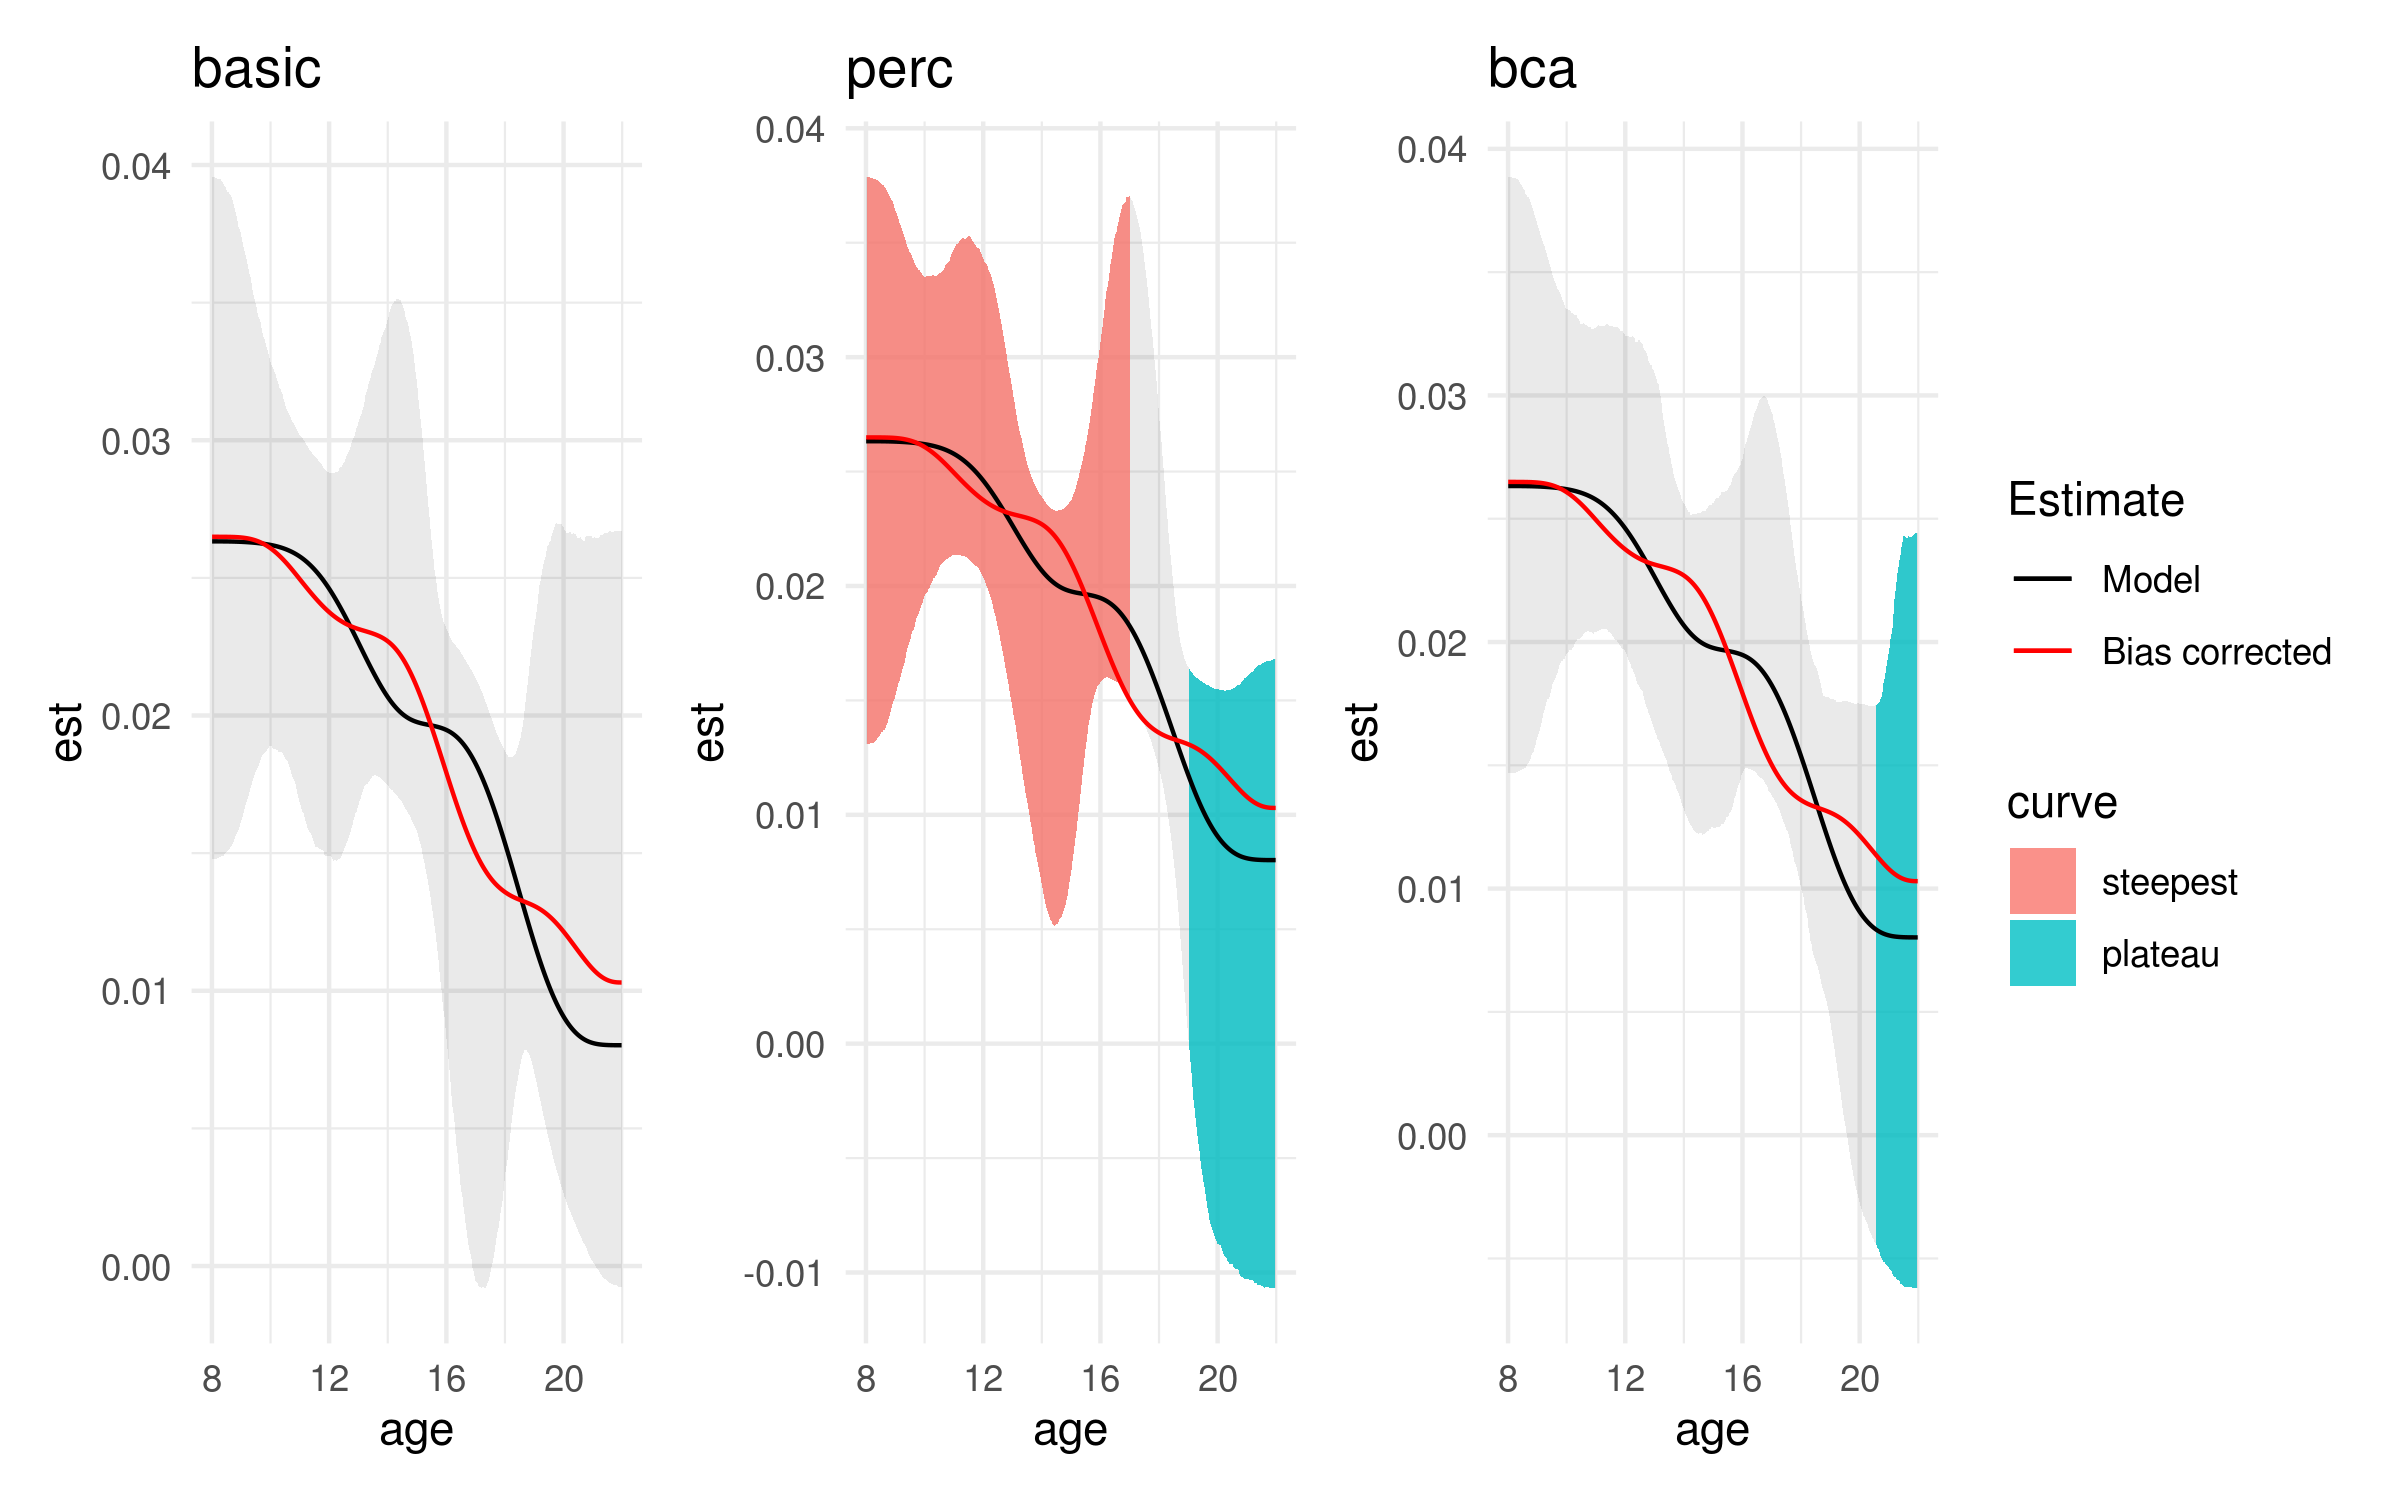 basic
perc
bca
0.04
0.03
0.02
0.01
0.00
est
8 12 16 20
age
0.04
0.03
0.02
0.01
0.00
-0.01
est
8 12 16 20
age
0.04
0.03
0.02
0.01
0.00
est
8 12 16 20
age
Estimate
Model
Bias corrected
curve
steepest
plateau